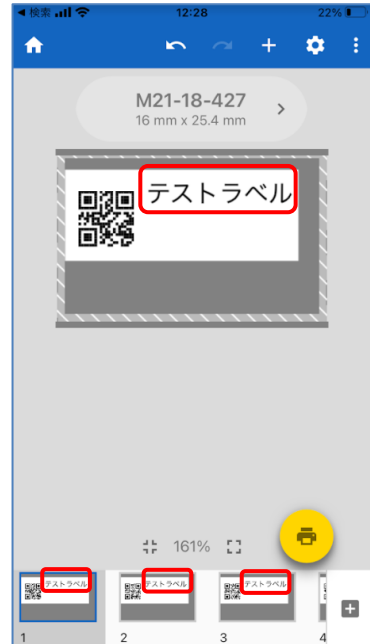 検索 12:28 22%
M21-18-427
16 mm x 25.4 mm
テストラベル
161%
テストラベル テストラベル テストラベル
1 2 3 4